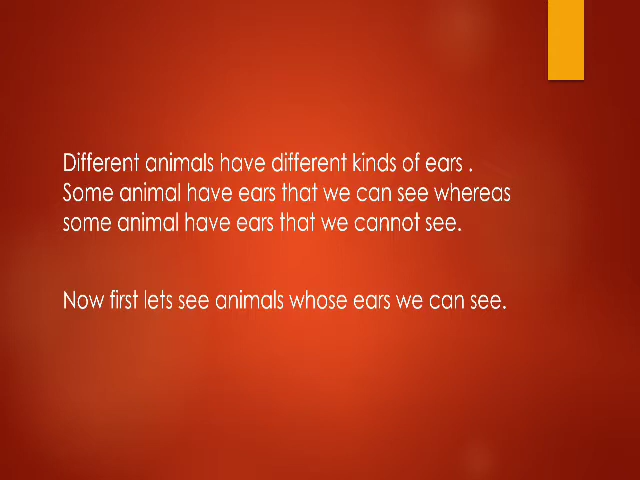 Different animals have different kinds of ears .
Some animal have ears that we can see whereas
some animal have ears that we cannot see.
Now first lets see animals whose ears we can see.